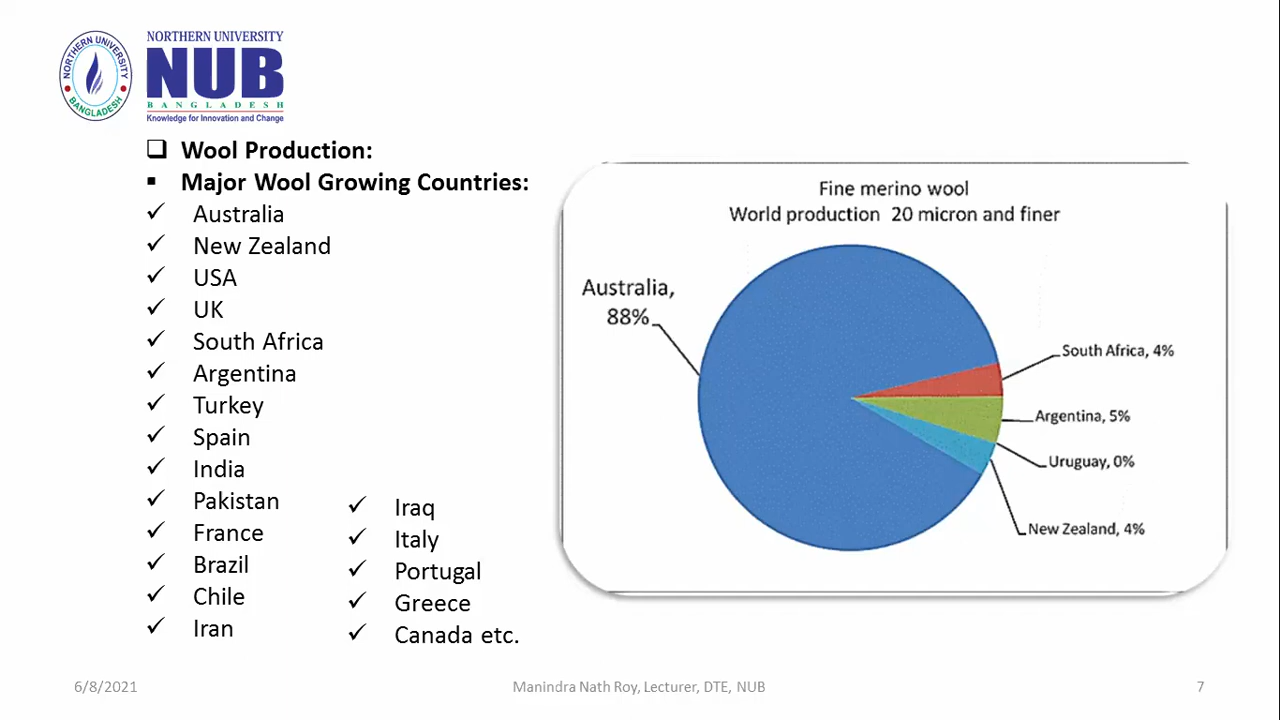 NORTHERN UNIVERSITY
BANGLADESH
NORTHERN UNIVERSITY
NUB
BANGLADESH
Knowledge for Innovation and Change
❑ Wool Production:
▪ Major Wool Growing Countries:
✓ Australia
✓ New Zealand
✓ USA
✓ UK
✓ South Africa
✓ Argentina
✓ Turkey
✓ Spain
✓ India
✓ Pakistan
✓ France
✓ Brazil
✓ Chile
✓ Iran
✓ Iraq
✓ Italy
✓ Portugal
✓ Greece
✓ Canada etc.
Fine merino wool
World production 20 micron and finer
Australia,
88%
South Africa, 4%
Argentina, 5%
Uruguay, 0%
New Zealand, 4%
6/8/2021
Manindra Nath Roy, Lecturer, DTE, NUB
7